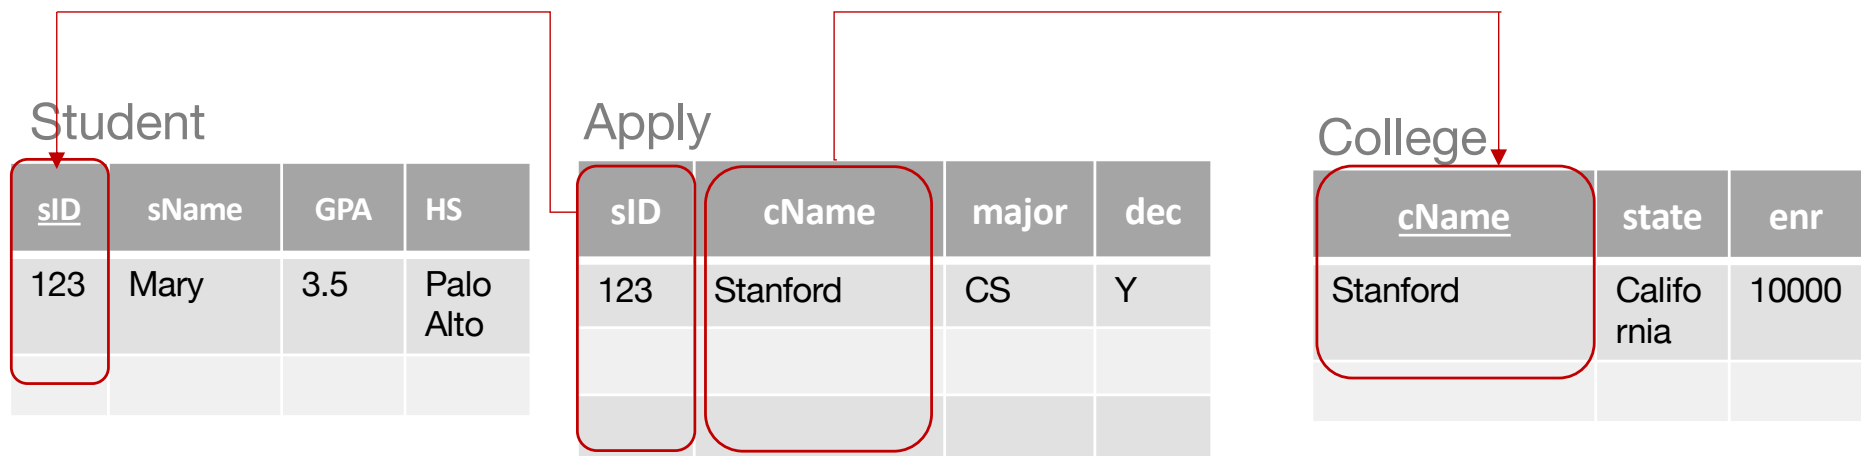 Student
sID sName GPA HS
123 Mary 3.5 Palo
Alto
Apply
sID cName major dec
123 Stanford CS Y
College
cName state enr
Stanford Califo 10000
rnia